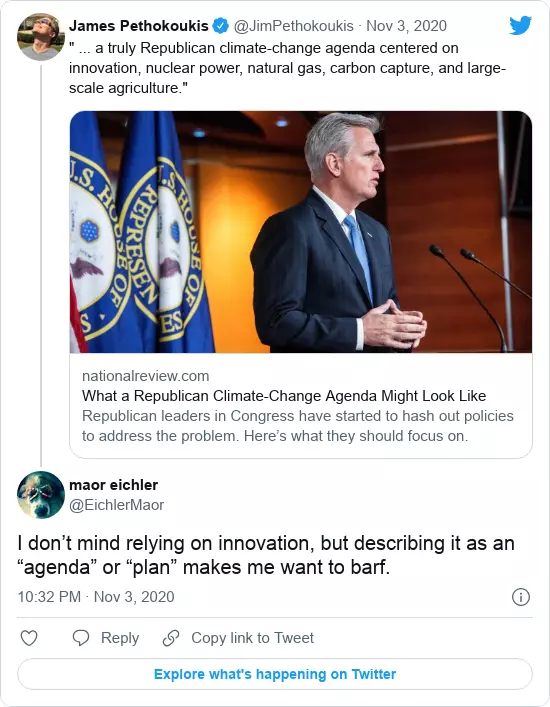 James Pethokoukis @JimPethokoukis · Nov 3, 2020
" ... a truly Republican climate-change agenda centered on
innovation, nuclear power, natural gas, carbon capture, and large-
scale agriculture."
U.S. HOUSE OF
REPRESEN
ES
nationalreview.com
What a Republican Climate-Change Agenda Might Look Like
Republican leaders in Congress have started to hash out policies
to address the problem. Here’s what they should focus on.
maor eichler
@EichlerMaor
I don’t mind relying on innovation, but describing it as an
“agenda” or “plan” makes me want to barf.
10:32 PM · Nov 3, 2020
Reply
Copy link to Tweet
Explore what's happening on Twitter